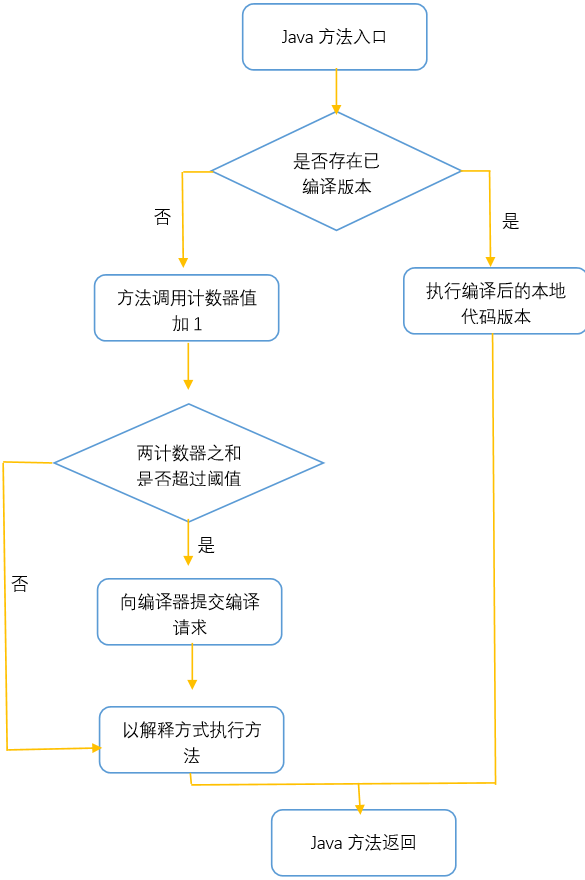 Java 方法入口
是否存在已
编译版本
否
是
方法调用计数器值
加 1
执行编译后的本地
代码版本
两计数器之和
是否超过阈值
是
否
向编译器提交编译
请求
以解释方式执行方
法
Java 方法返回